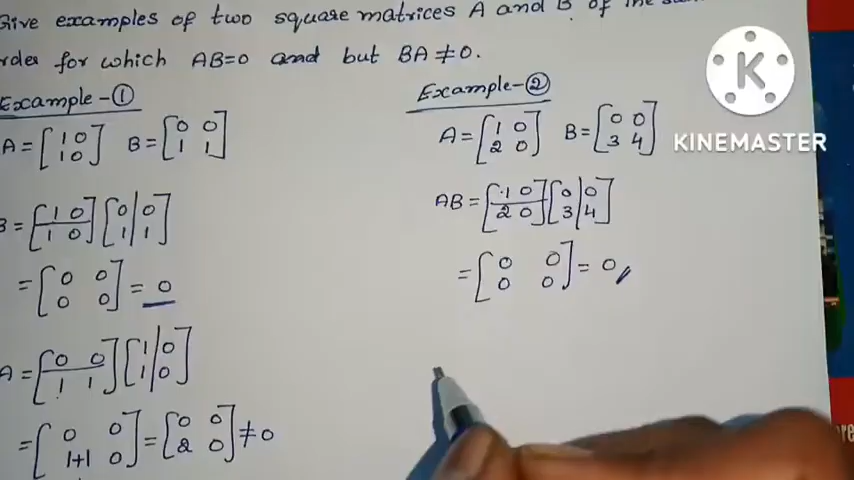 Give examples of two square matrices A and B of the
order for which AB=0 and but BA≠0.
Example-①
A=[1 0
1 0] B=[0 0
1 1]
B=[1 0
1 0][0 0
1 1]
=[0 0
0 0]=0
A=[0 0
1 1][1 0
1 0]
=[0 0
1+1 0]=[0 0
2 0]≠0
Example-②
A=[1 0
2 0] B=[0 0
3 4]
AB=[1 0
2 0][0 0
3 4]
=[0 0
0 0]=0
K
KINEMASTER